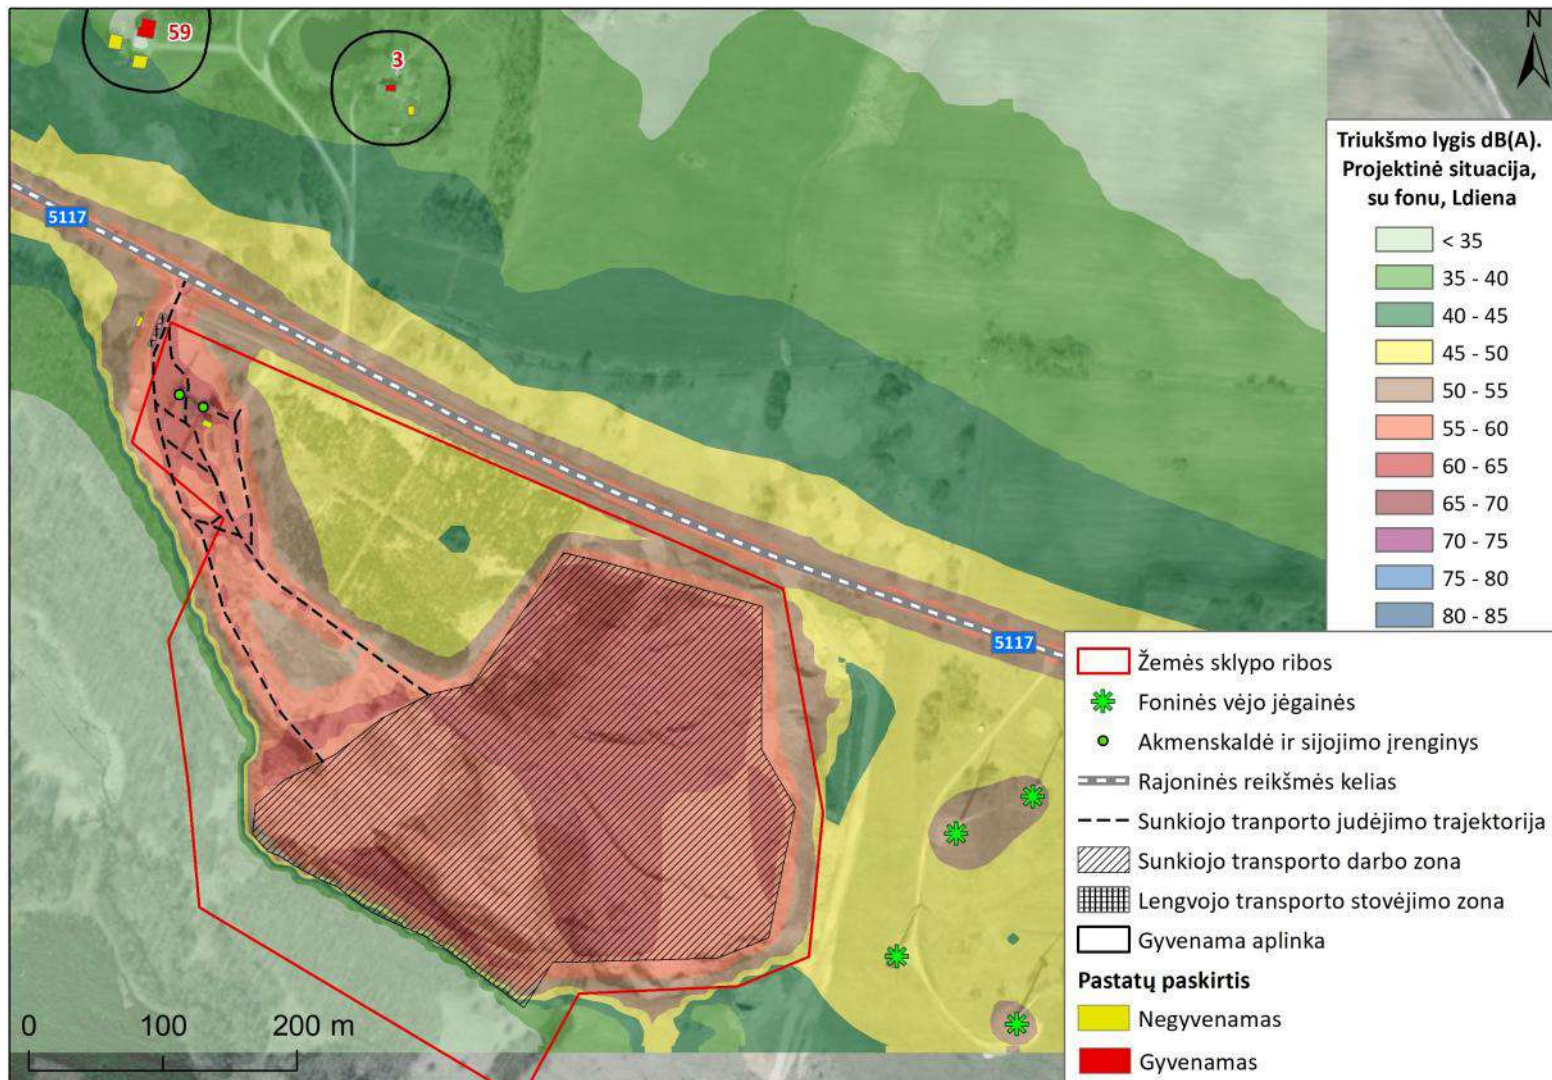 59
3
N
5117
5117
Triukšmo lygis dB(A).
Projektinė situacija,
su fonu, Ldiena
< 35
35 - 40
40 - 45
45 - 50
50 - 55
55 - 60
60 - 65
65 - 70
70 - 75
75 - 80
80 - 85
Žemės sklypo ribos
Foninės vėjo jėgainės
Akmenskaldė ir sijojimo įrenginys
Rajoninės reikšmės kelias
Sunkiojo tranporto judėjimo trajektorija
Sunkiojo transporto darbo zona
Lengvojo transporto stovėjimo zona
Gyvenama aplinka
Pastatų paskirtis
Negyvenamas
Gyvenamas
0 100 200 m